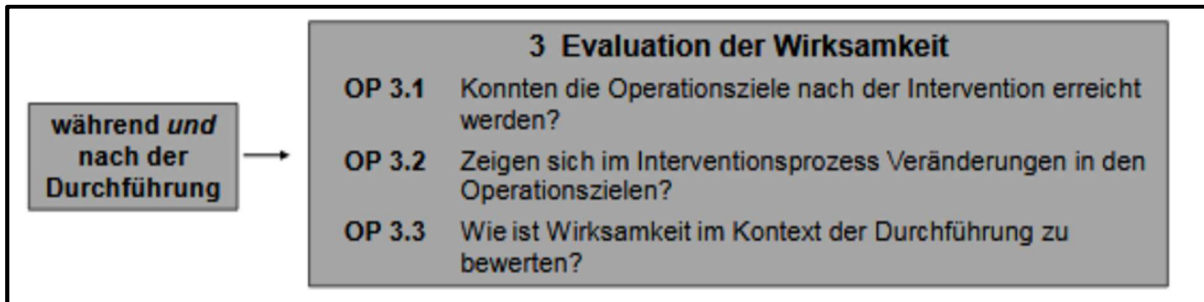 während und
nach der
Durchführung
3 Evaluation der Wirksamkeit
OP 3.1 Konnten die Operationsziele nach der Intervention erreicht
werden?
OP 3.2 Zeigen sich im Interventionsprozess Veränderungen in den
Operationszielen?
OP 3.3 Wie ist Wirksamkeit im Kontext der Durchführung zu
bewerten?